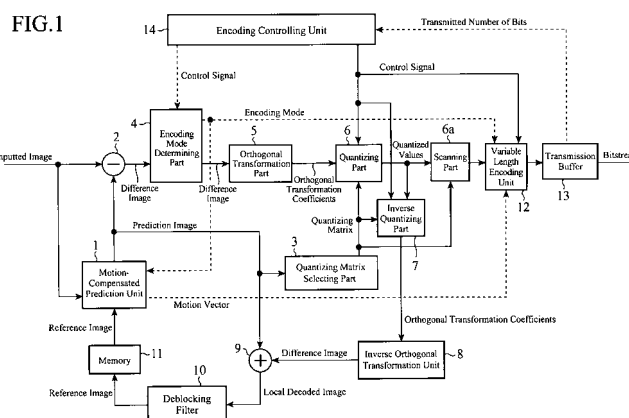 FIG.1
14
Encoding Controlling Unit
Transmitted Number of Bits
Control Signal
Control Signal
4
Encoding Mode
2
Encoding
Mode
Determining
Part
5
Orthogonal
Transformation
Part
6
Quantizing
Part
Quantized
Values
6a
Scanning
Part
Variable
Length
Encoding
Unit
12
Transmission
Buffer
13
Inputted Image
Bitstream
Difference
Image
Difference
Image
Orthogonal
Transformation
Coefficients
Prediction Image
Quantizing
Matrix
Inverse
Quantizing
Part
7
1
Motion-
Compensated
Prediction Unit
3
Quantizing Matrix
Selecting Part
Motion Vector
Reference Image
Orthogonal Transformation Coefficients
Memory
11
9
Difference Image
Inverse Orthogonal
Transformation Unit
8
Reference Image
10
Deblocking
Filter
Local Decoded Image